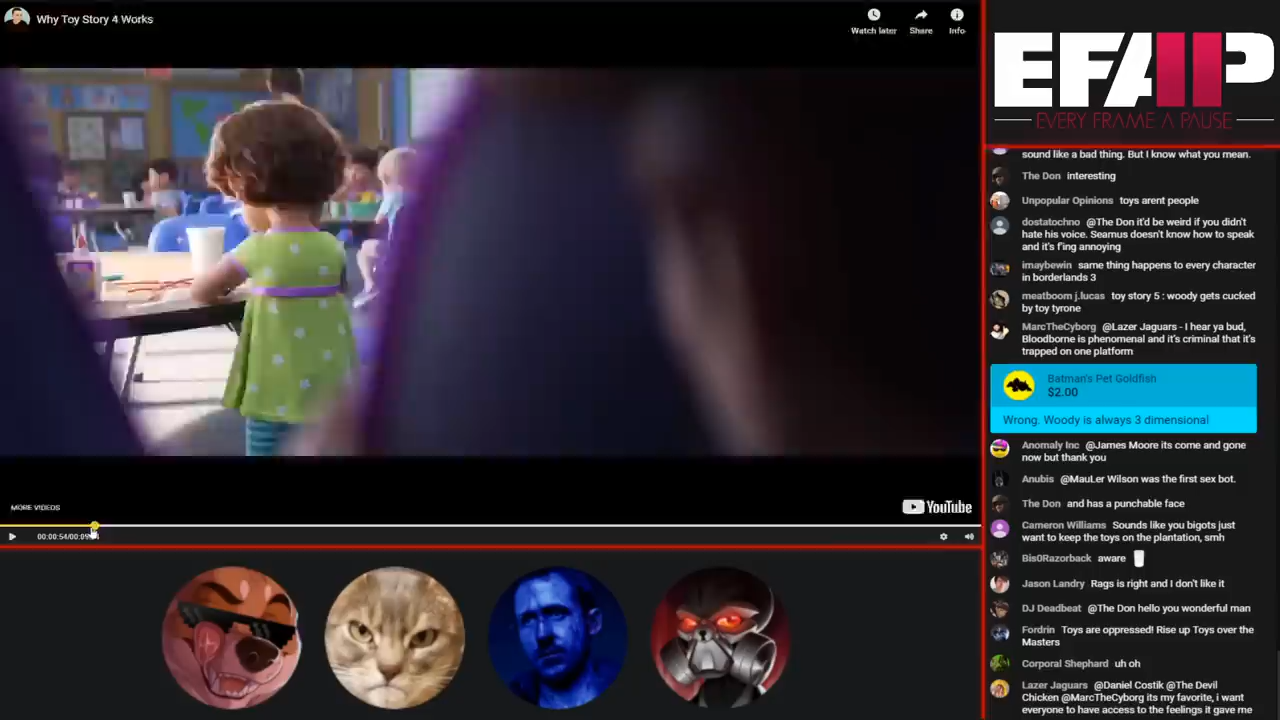 Why Toy Story 4 Works
Watch later
Share
Info
MORE VIDEOS
YouTube
EFAP
EVERY FRAME A PAUSE
sound like a bad thing. But I know what you mean.
The Don interesting
Unpopular Opinions toys arent people
dostatochno @The Don it'd be weird if you didn't
hate his voice. Seamus doesn't know how to speak
and it's f'ing annoying
imaybewin same thing happens to every character
in borderlands 3
meatboom j.lucas toy story 5 : woody gets cucked
by toy tyrone
MarcTheCyborg @Lazer Jaguars - I hear ya bud,
Bloodborne is phenomenal and it's criminal that it's
trapped on one platform
Batman's Pet Goldfish
$2.00
Wrong. Woody is always 3 dimensional
Anomaly Inc @James Moore its come and gone
now but thank you
Anubis @MauLer Wilson was the first sex bot.
The Don and has a punchable face
Cameron Williams Sounds like you bigots just
want to keep the toys on the plantation, smh
Bis0Razorback aware
Jason Landry Rags is right and I don't like it
DJ Deadbeat @The Don hello you wonderful man
Fordrin Toys are oppressed! Rise up Toys over the
Masters
Corporal Shephard uh oh
Lazer Jaguars @Daniel Costik @The Devil
Chicken @MarcTheCyborg its my favorite, i want
everyone to have access to the feelings it gave me